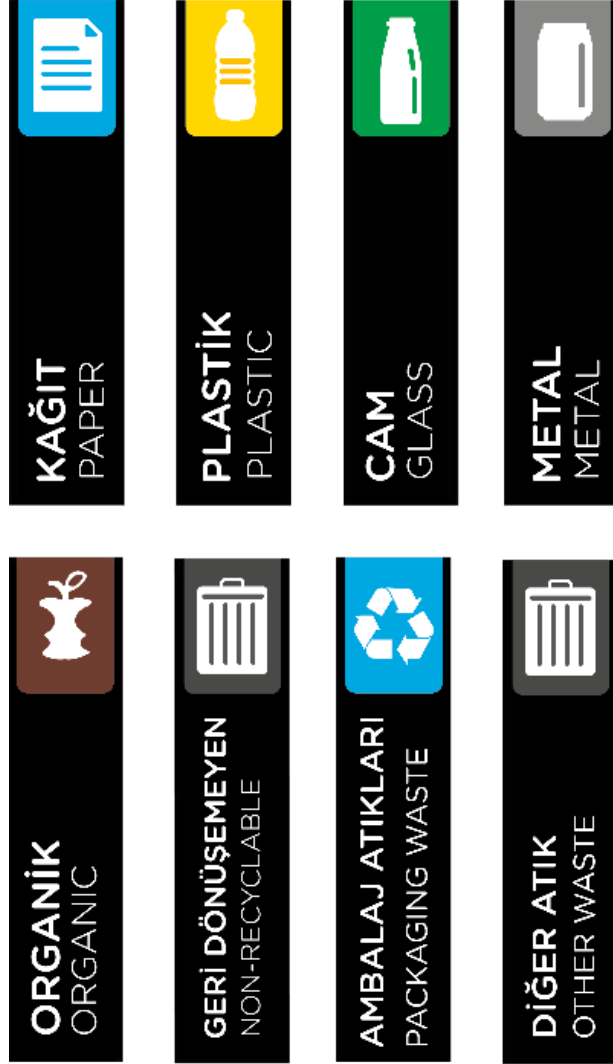 KAĞIT
PAPER
PLASTİK
PLASTIC
CAM
GLASS
METAL
METAL
ORGANİK
ORGANIC
GERİ DÖNÜŞEMEYEN
NON-RECYCLABLE
AMBALAJ ATIKLARI
PACKAGING WASTE
DİĞER ATIK
OTHER WASTE